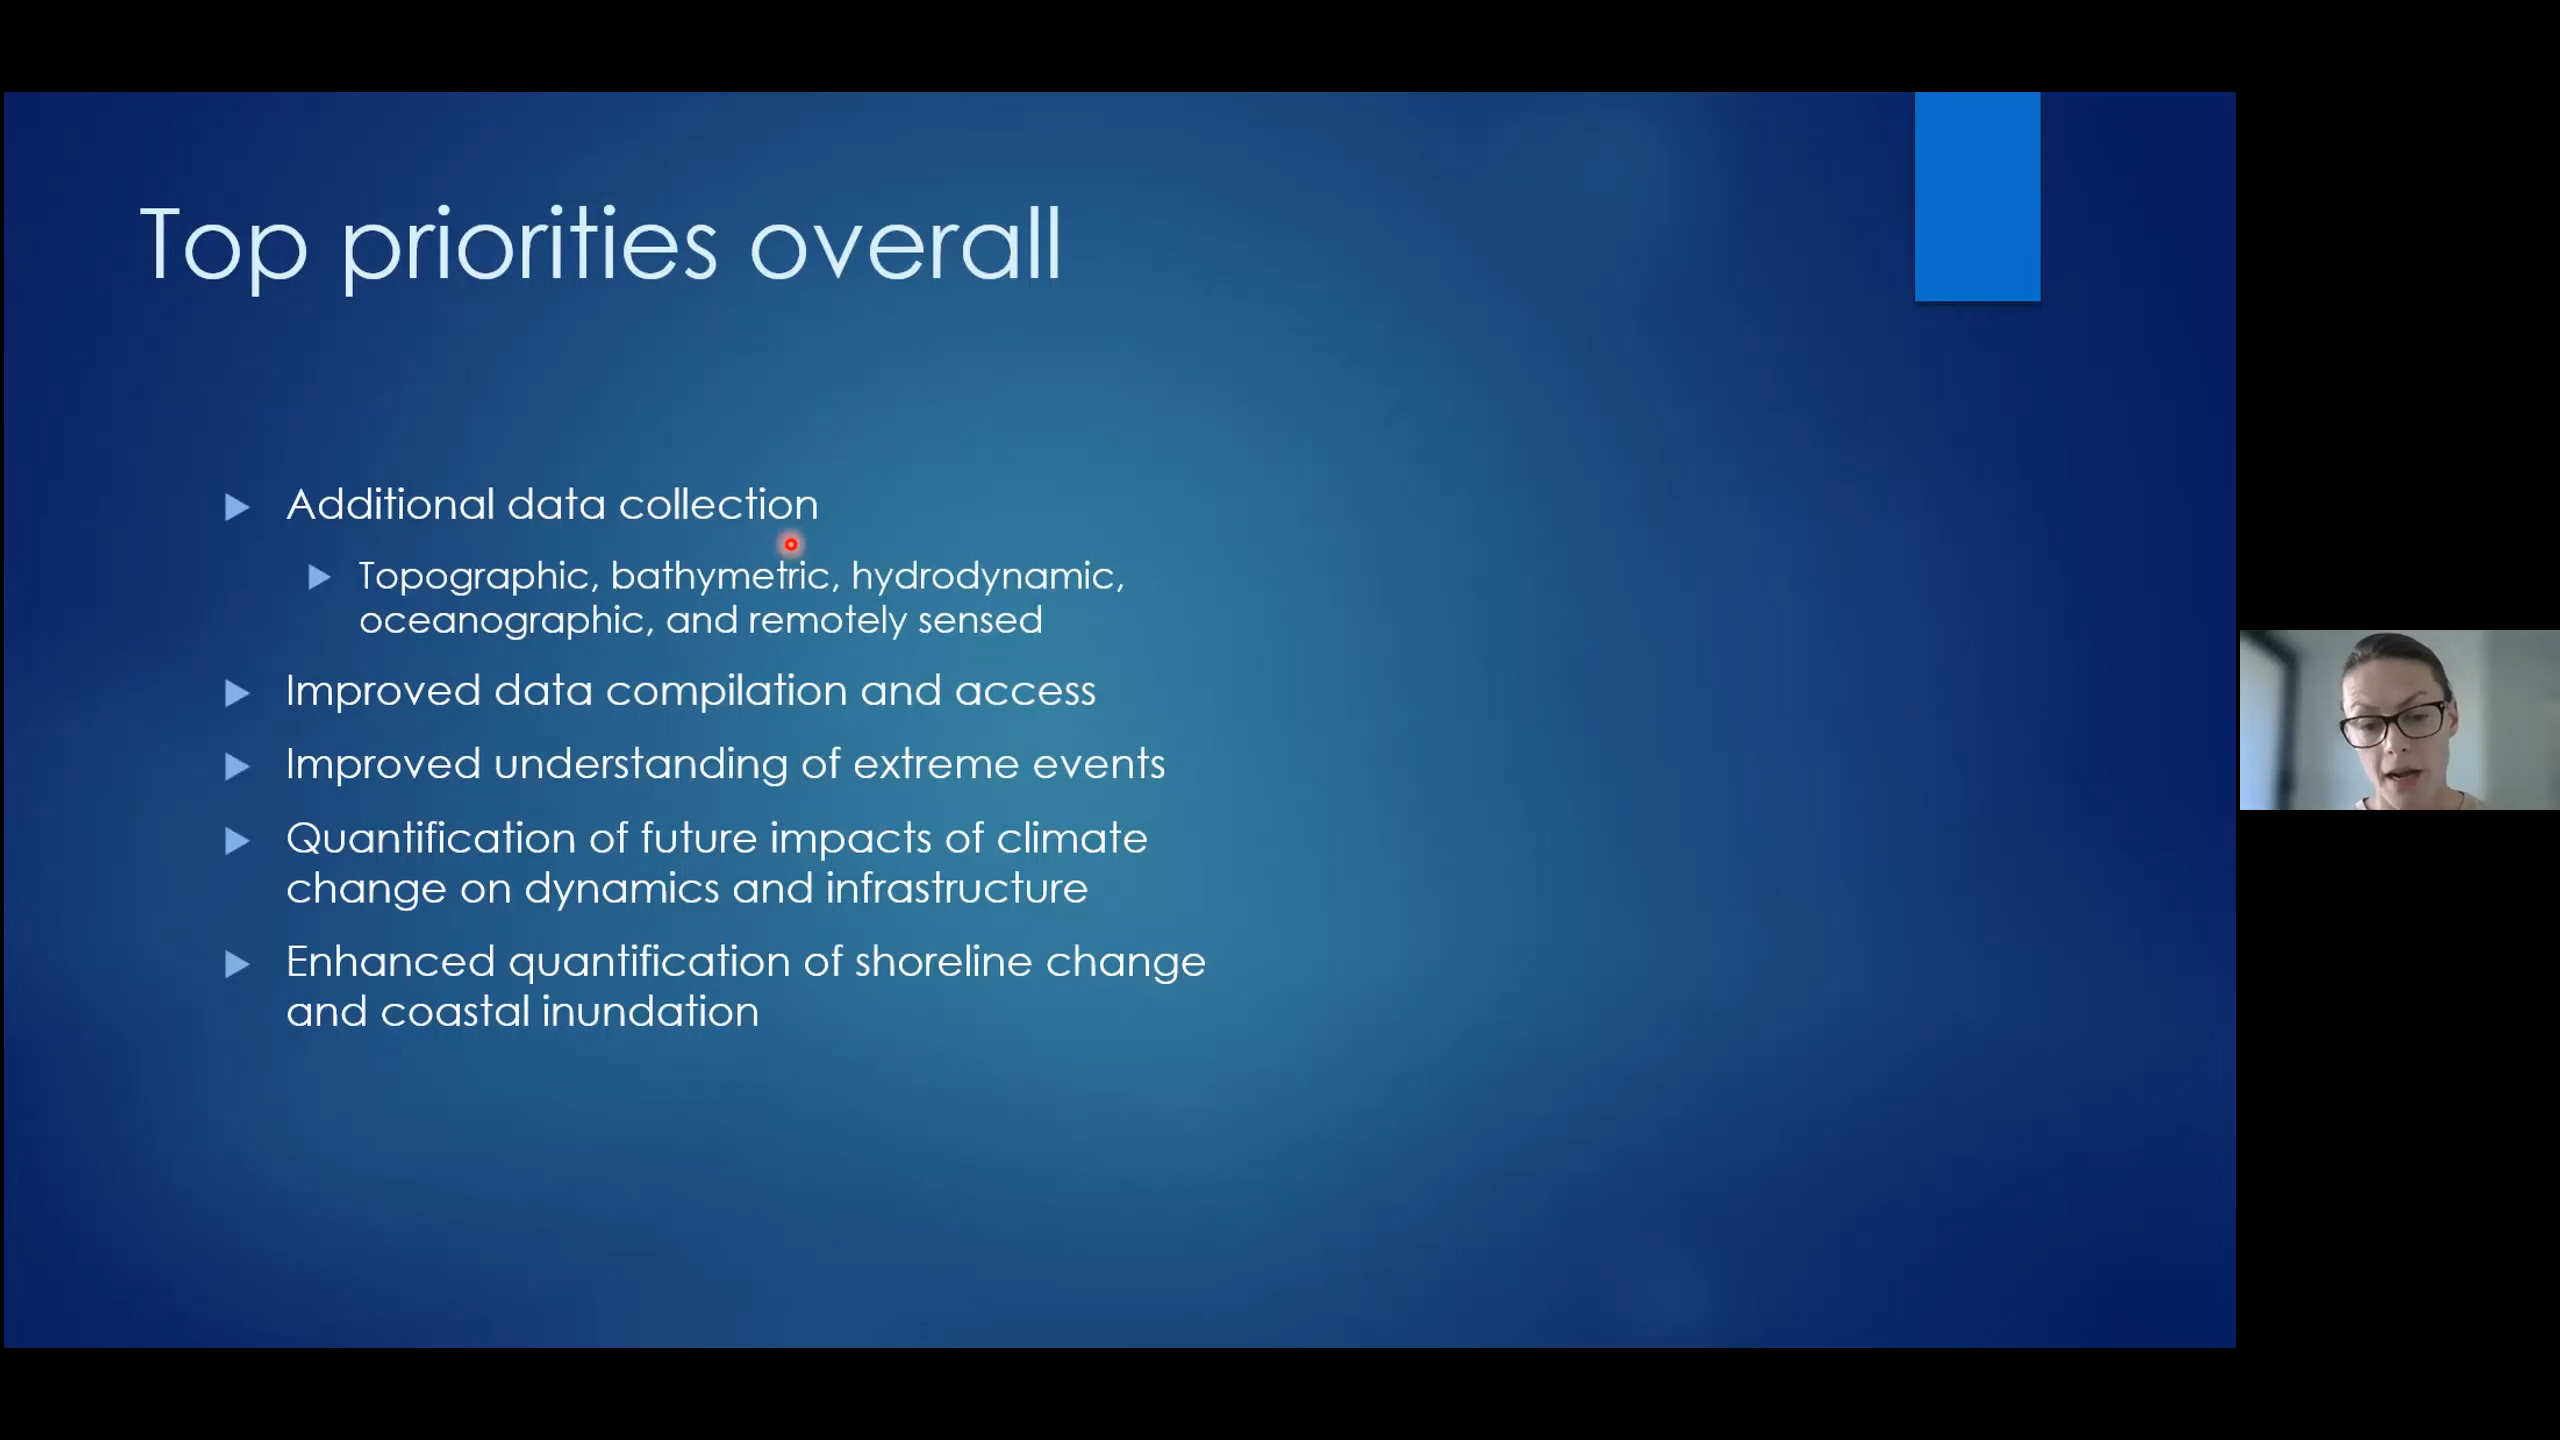 Top priorities overall
Additional data collection
Topographic, bathymetric, hydrodynamic,
oceanographic, and remotely sensed
Improved data compilation and access
Improved understanding of extreme events
Quantification of future impacts of climate
change on dynamics and infrastructure
Enhanced quantification of shoreline change
and coastal inundation